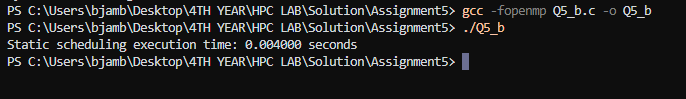 PS C:\Users\bjamb\Desktop\4TH YEAR\HPC LAB\Solution\Assignment5> gcc -fopenmp Q5_b.c -o Q5_b
PS C:\Users\bjamb\Desktop\4TH YEAR\HPC LAB\Solution\Assignment5> ./Q5_b
Static scheduling execution time: 0.004000 seconds
PS C:\Users\bjamb\Desktop\4TH YEAR\HPC LAB\Solution\Assignment5>